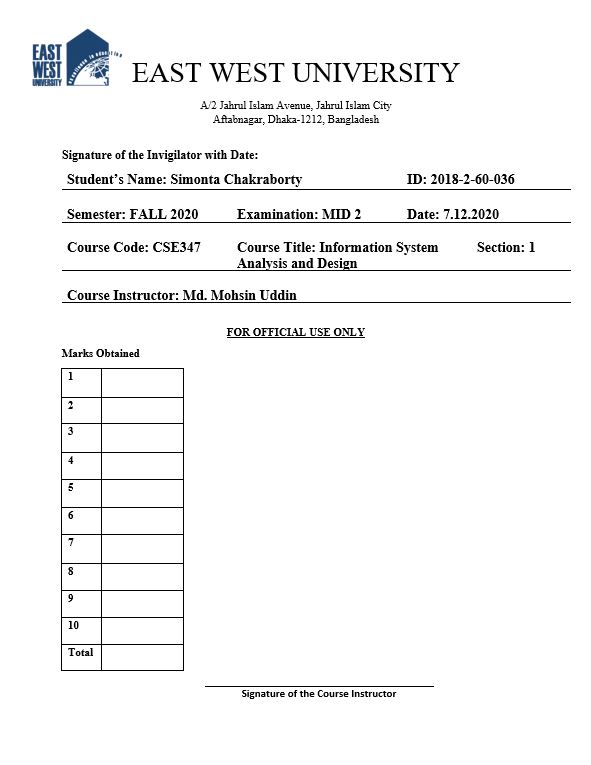 EAST
WEST
UNIVERSITY
excellence in education
EAST WEST UNIVERSITY
A/2 Jahrul Islam Avenue, Jahrul Islam City
Aftabnagar, Dhaka-1212, Bangladesh
Signature of the Invigilator with Date:
Student’s Name: Simonta Chakraborty ID: 2018-2-60-036
Semester: FALL 2020 Examination: MID 2 Date: 7.12.2020
Course Code: CSE347 Course Title: Information System Section: 1
Analysis and Design
Course Instructor: Md. Mohsin Uddin
FOR OFFICIAL USE ONLY
Marks Obtained
1
2
3
4
5
6
7
8
9
10
Total
Signature of the Course Instructor